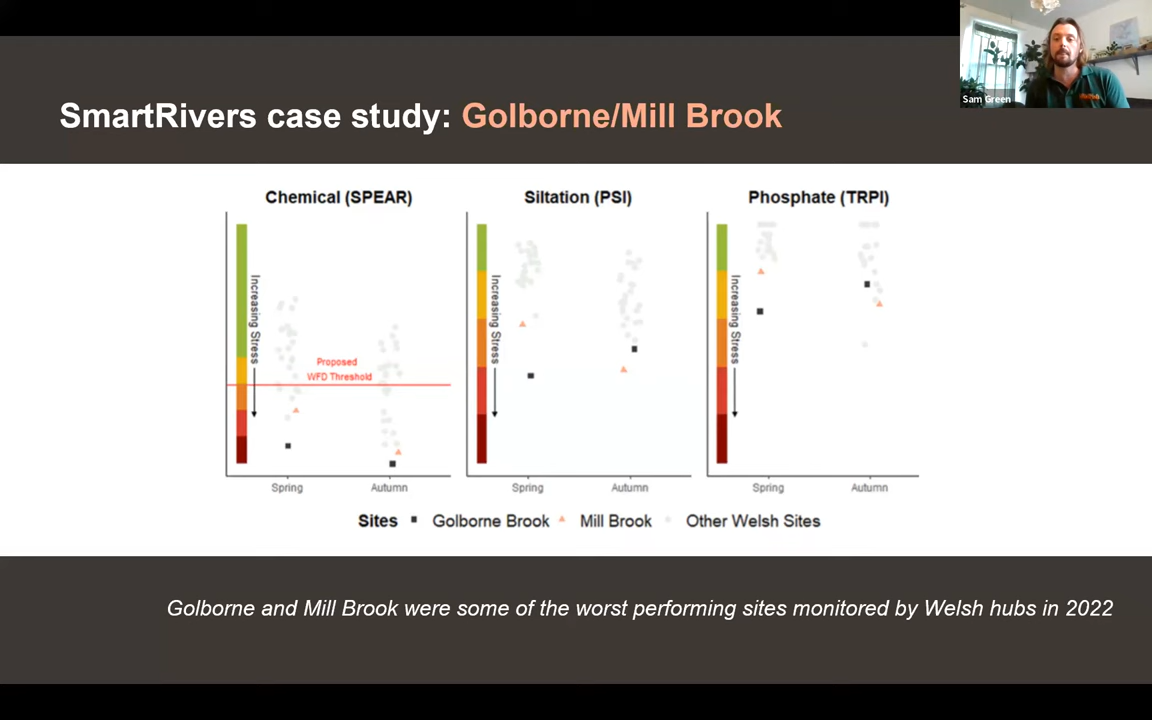 Sam Green
SmartRivers case study: Golborne/Mill Brook
Chemical (SPEAR)
Increasing Stress
Proposed
WFD Threshold
Spring
Autumn
Siltation (PSI)
Increasing Stress
Spring
Autumn
Phosphate (TRPI)
Increasing Stress
Spring
Autumn
Sites Golborne Brook Mill Brook Other Welsh Sites
Golborne and Mill Brook were some of the worst performing sites monitored by Welsh hubs in 2022